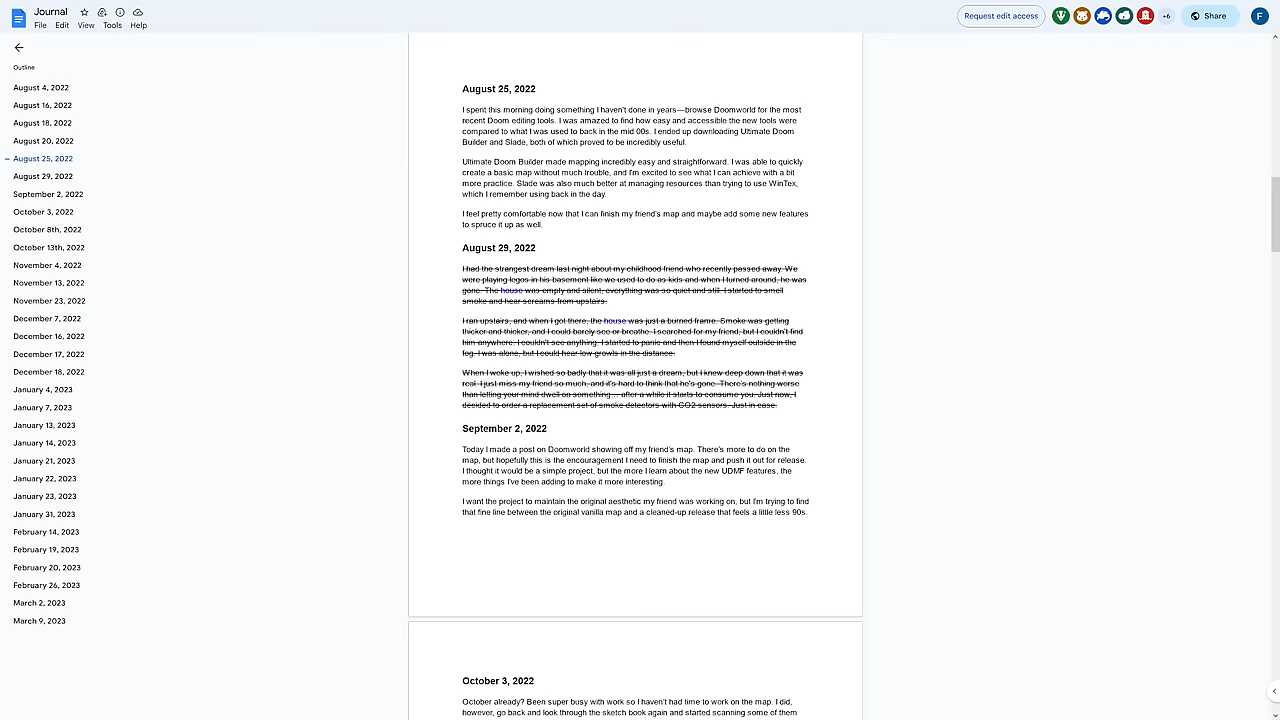 Journal
File Edit View Tools Help
Request edit access
+6
Share
F
Outline
August 4, 2022
August 16, 2022
August 18, 2022
August 20, 2022
August 25, 2022
August 29, 2022
September 2, 2022
October 3, 2022
October 8th, 2022
October 13th, 2022
November 4, 2022
November 13, 2022
November 23, 2022
December 7, 2022
December 16, 2022
December 17, 2022
December 18, 2022
January 4, 2023
January 7, 2023
January 13, 2023
January 14, 2023
January 21, 2023
January 22, 2023
January 23, 2023
January 31, 2023
February 14, 2023
February 19, 2023
February 20, 2023
February 26, 2023
March 2, 2023
March 9, 2023
August 25, 2022
I spent this morning doing something I haven't done in years—browse Doomworld for the most
recent Doom editing tools. I was amazed to find how easy and accessible the new tools were
compared to what I was used to back in the mid 00s. I ended up downloading Ultimate Doom
Builder and Slade, both of which proved to be incredibly useful.
Ultimate Doom Builder made mapping incredibly easy and straightforward. I was able to quickly
create a basic map without much trouble, and I'm excited to see what I can achieve with a bit
more practice. Slade was also much better at managing resources than trying to use WinTex,
which I remember using back in the day.
I feel pretty comfortable now that I can finish my friend's map and maybe add some new features
to spruce it up as well.
August 29, 2022
I had the strangest dream last night about my childhood friend who recently passed away. We
were playing legos in his basement like we used to do as kids and when I turned around, he was
gone. The house was empty and silent, everything was so quiet and still. I started to smell
smoke and hear screams from upstairs.
I ran upstairs, and when I got there, the house was just a burned frame. Smoke was getting
thicker and thicker, and I could barely see or breathe. I searched for my friend, but I couldn't find
him anywhere. I couldn't see anything. I started to panic and then I found myself outside in the
fog. I was alone, but I could hear low growls in the distance.
When I woke up, I wished so badly that it was all just a dream, but I knew deep down that it was
real. I just miss my friend so much, and it's hard to think that he's gone. There's nothing worse
than letting your mind dwell on something... after a while it starts to consume you. Just now, I
decided to order a replacement set of smoke detectors with CO2 sensors. Just in case.
September 2, 2022
Today I made a post on Doomworld showing off my friend's map. There's more to do on the
map, but hopefully this is the encouragement I need to finish the map and push it out for release.
I thought it would be a simple project, but the more I learn about the new UDMF features, the
more things I've been adding to make it more interesting.
I want the project to maintain the original aesthetic my friend was working on, but I'm trying to find
that fine line between the original vanilla map and a cleaned-up release that feels a little less 90s.
October 3, 2022
October already? Been super busy with work so I haven't had time to work on the map. I did,
however, go back and look through the sketch book again and started scanning some of them